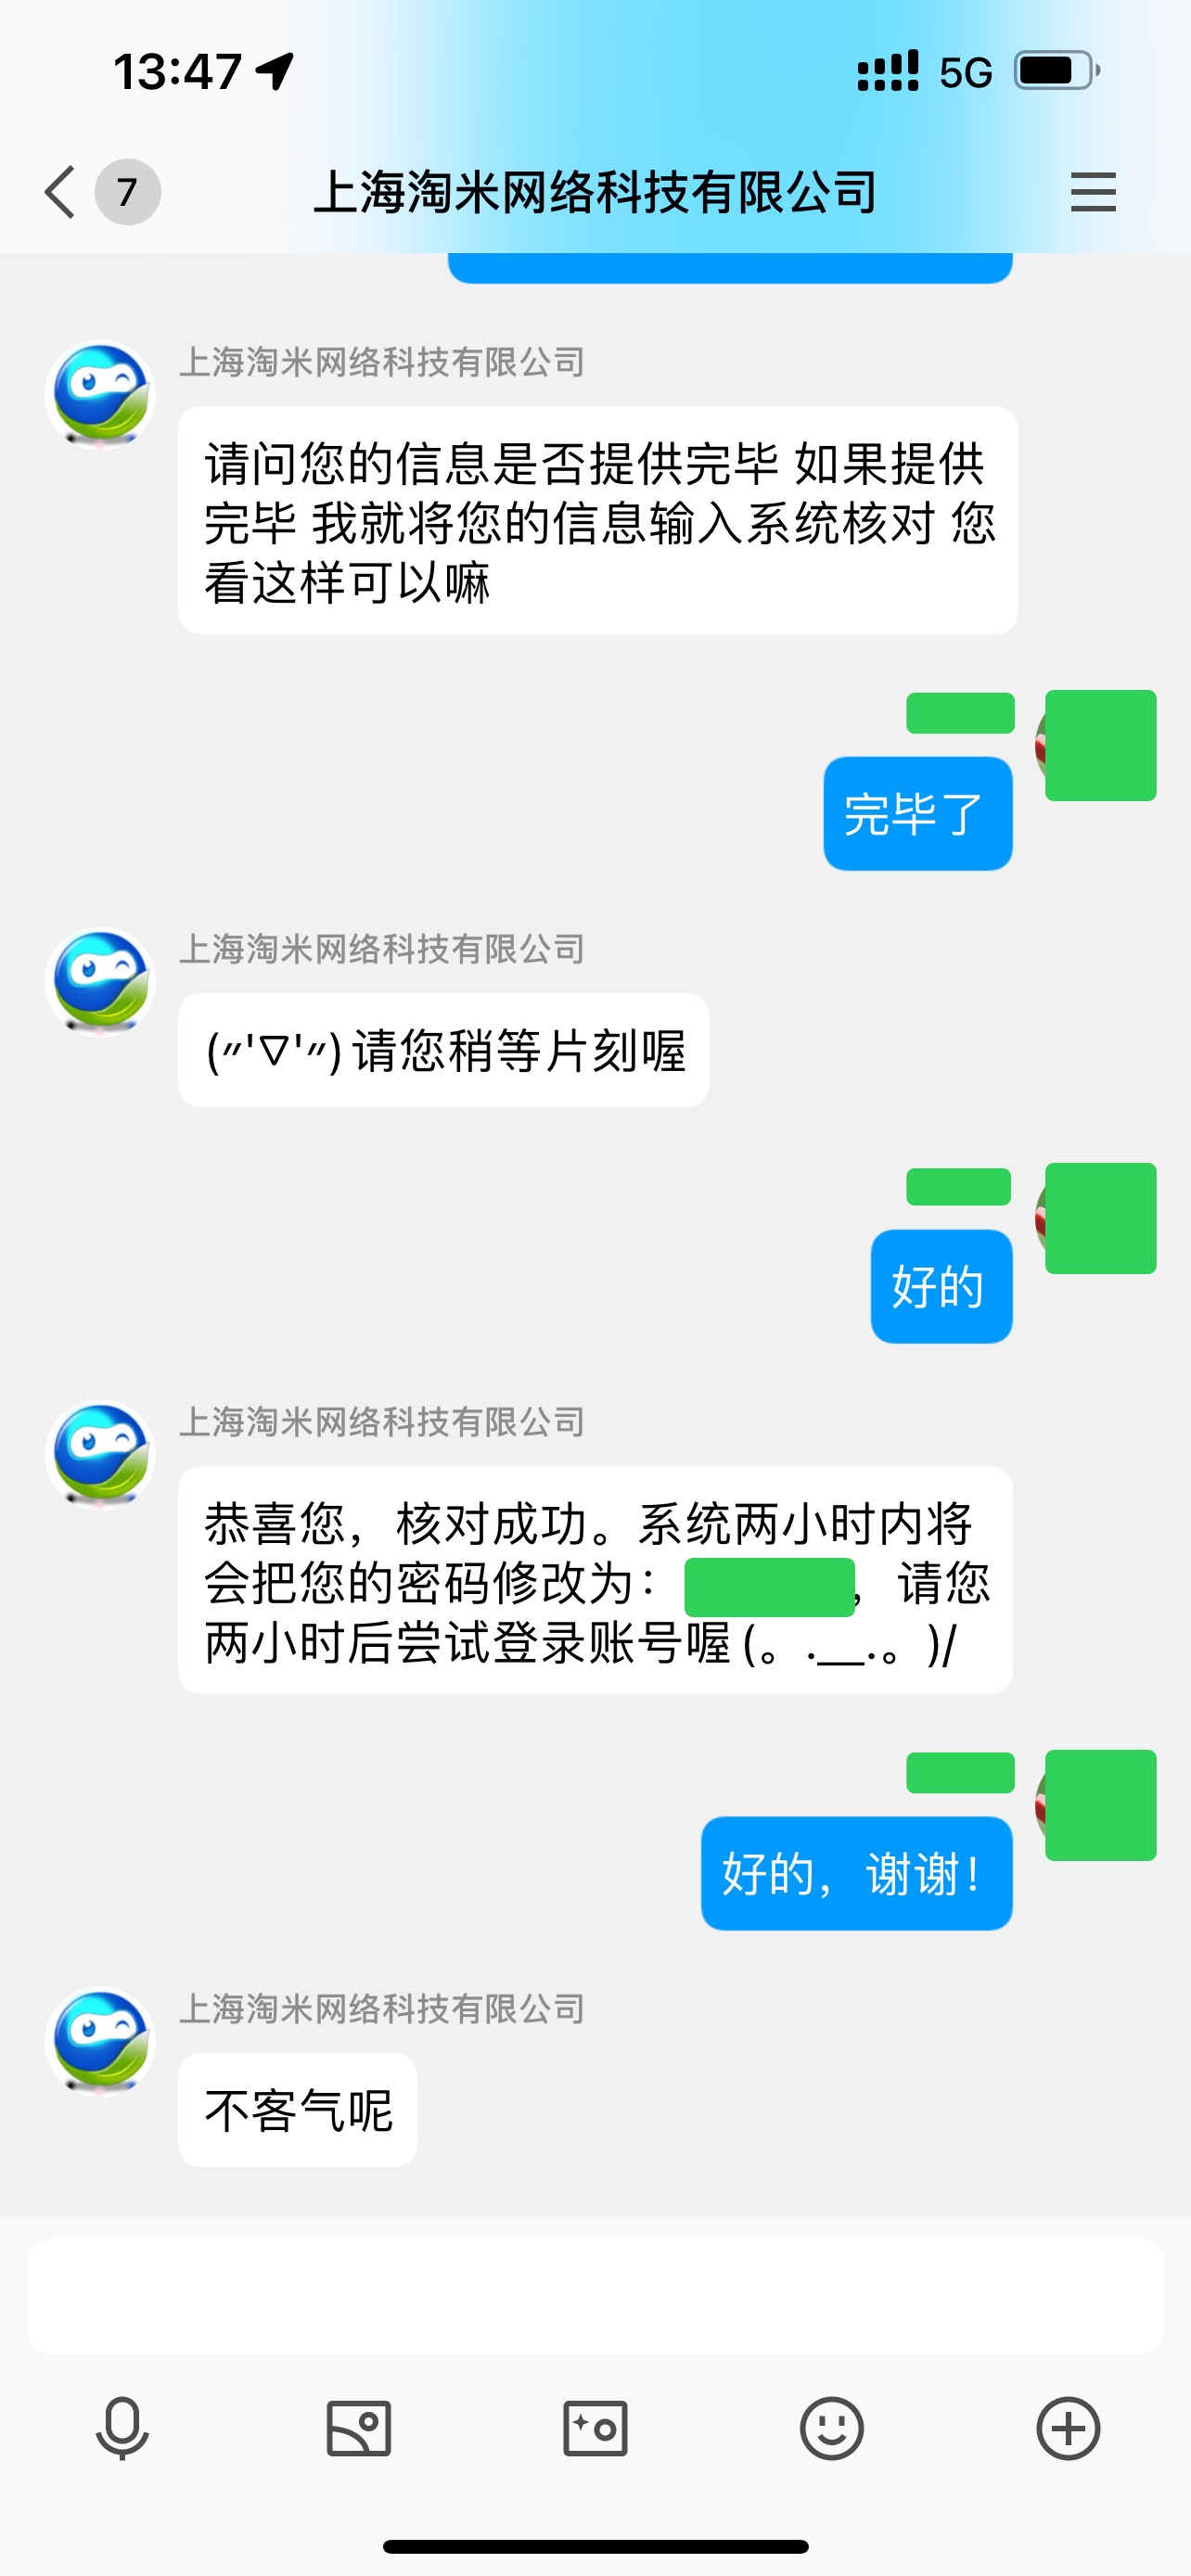 13:47
5G
7
上海淘米网络科技有限公司
上海淘米网络科技有限公司
请问您的信息是否提供完毕 如果提供
完毕 我就将您的信息输入系统核对 您
看这样可以嘛
完毕了
上海淘米网络科技有限公司
(〃'▽'〃)请您稍等片刻喔
好的
上海淘米网络科技有限公司
恭喜您，核对成功。系统两小时内将
会把您的密码修改为： ，请您
两小时后尝试登录账号喔(。._​_.。)/
好的，谢谢！
上海淘米网络科技有限公司
不客气呢